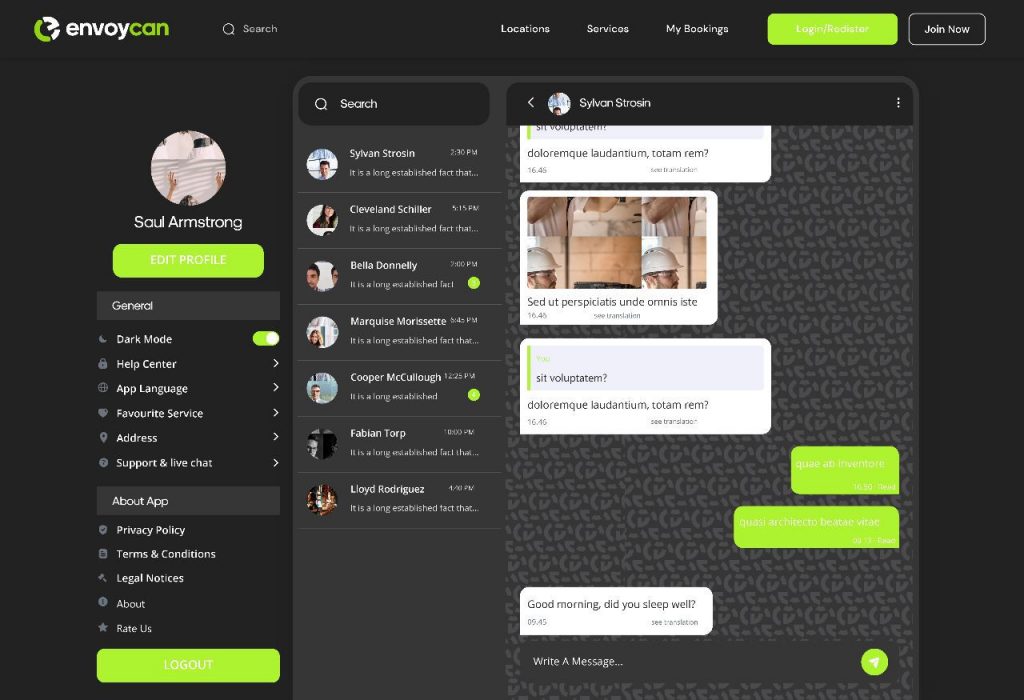 envoycan
Search
Locations
Services
My Bookings
Login/Redister
Join Now
Saul Armstrong
EDIT PROFILE
General
Dark Mode
Help Center
App Language
Favourite Service
Address
Support & live chat
About App
Privacy Policy
Terms & Conditions
Legal Notices
About
Rate Us
LOGOUT
Search
Sylvan Strosin 2:30 PM
It is a long established fact that...
Cleveland Schiller 5:15 PM
It is a long established fact that...
Bella Donnelly 2:00 PM
It is a long established fact
Marquise Morissette 6:45 PM
It is a long established fact that...
Cooper McCullough 12:25 PM
It is a long established
Fabian Torp 10:00 PM
It is a long established fact that...
Lloyd Rodriguez 4:40 PM
It is a long established fact that...
Sylvan Strosin
sit voluptatem?
doloremque laudantium, totam rem?
16.46 see translation
Sed ut perspiciatis unde omnis iste
16.46 see translation
You
sit voluptatem?
doloremque laudantium, totam rem?
16.46 see translation
quae ab inventore
16.50 · Read
quasi architecto beatae vitae
· Read
Good morning, did you sleep well?
09.45 see translation
Write A Message...